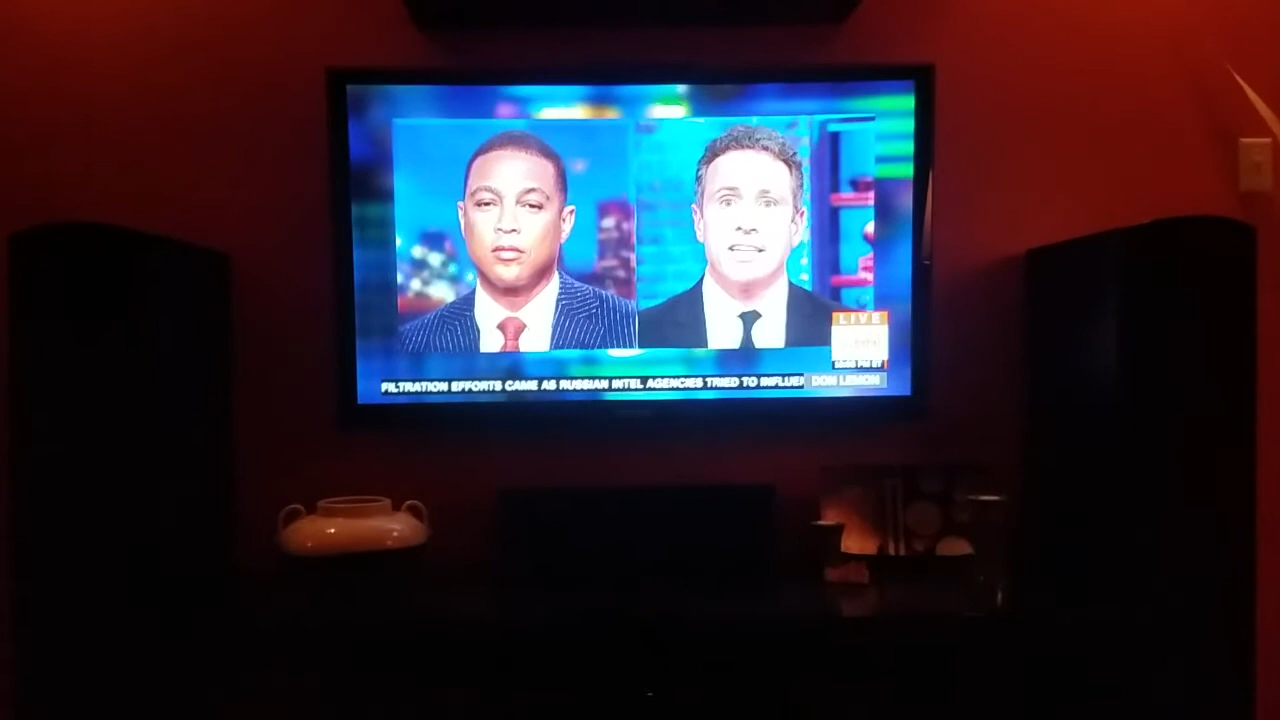 LIVE
FILTRATION EFFORTS CAME AS RUSSIAN INTEL AGENCIES TRIED TO INFLUE
DON LEMON